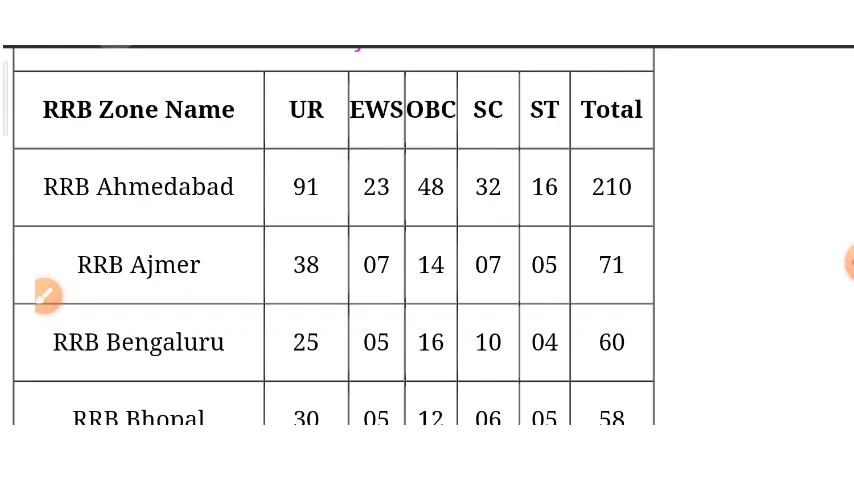 RRB Zone Name UR EWS OBC SC ST Total
RRB Ahmedabad 91 23 48 32 16 210
RRB Ajmer 38 07 14 07 05 71
RRB Bengaluru 25 05 16 10 04 60
RRB Bhopal 30 05 12 06 05 58